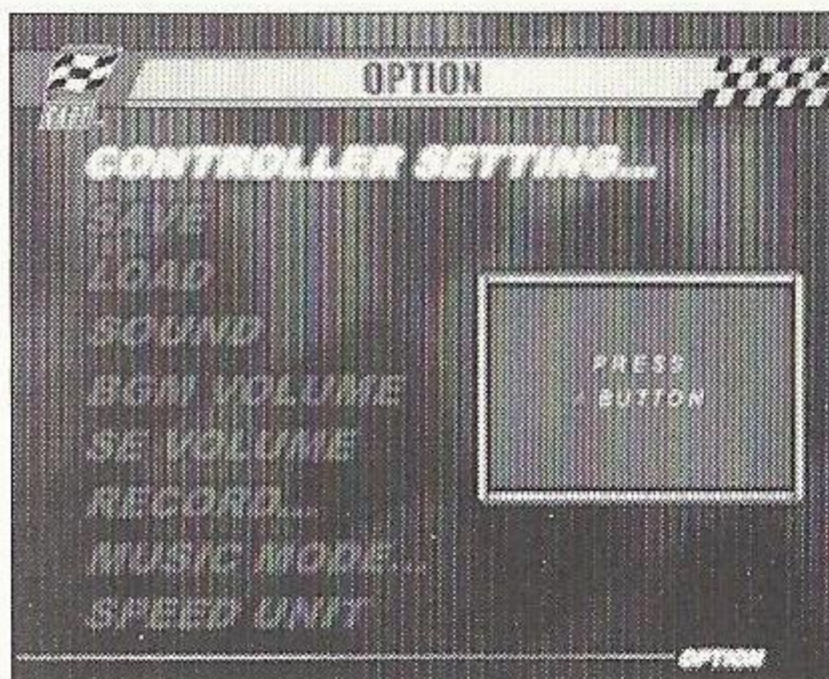 OPTION
CONTROLLER SETTING...
SAVE
LOAD
SOUND
BGM VOLUME
SE VOLUME
RECORD...
MUSIC MODE...
SPEED UNIT
PRESS
BUTTON
OPTION